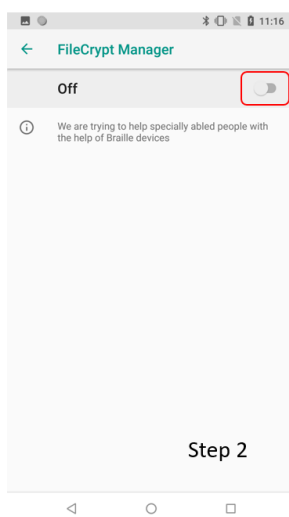 11:16
FileCrypt Manager
Off
We are trying to help specially abled people with
the help of Braille devices
Step 2